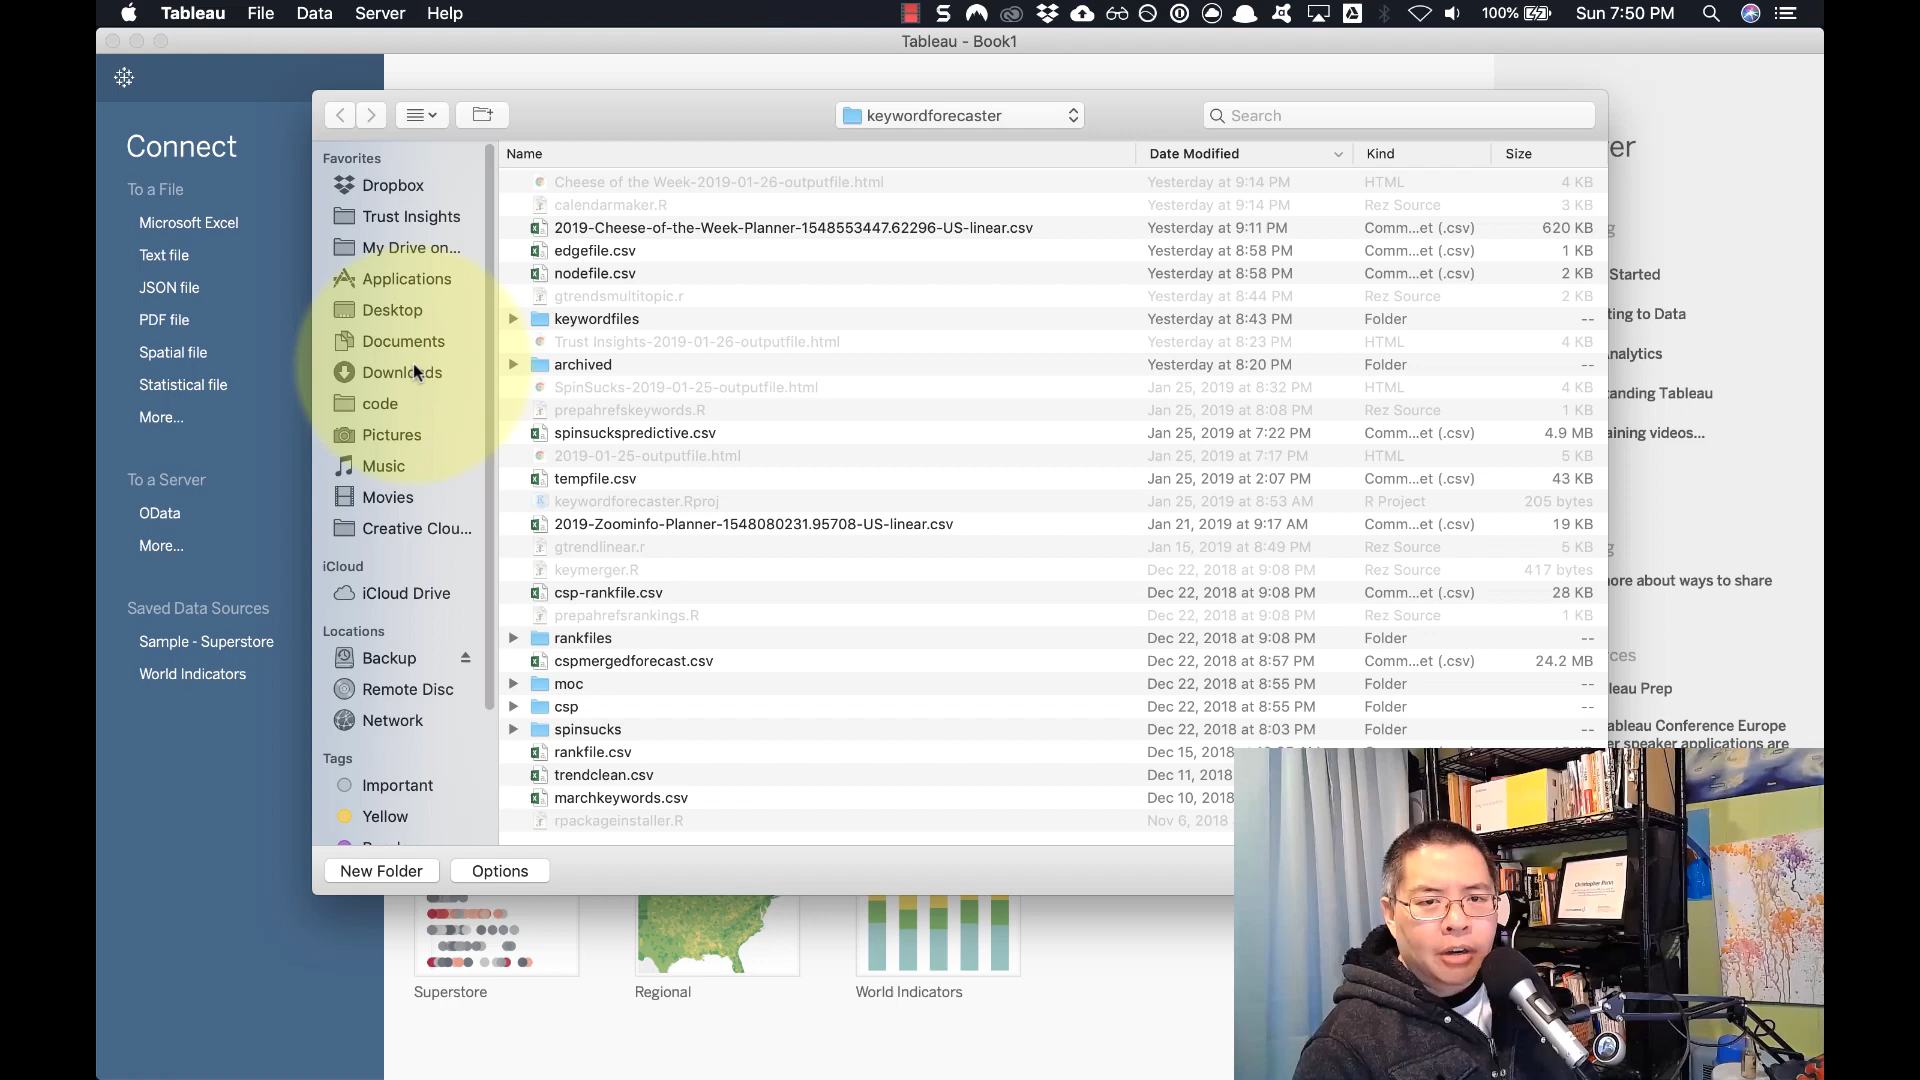 Tableau File Data Server Help 100% Sun 7:50 PM
Tableau - Book1
keywordforecaster Search
Connect
To a File
Microsoft Excel
Text file
JSON file
PDF file
Spatial file
Statistical file
More...
To a Server
OData
More...
Saved Data Sources
Sample - Superstore
World Indicators
Favorites
Dropbox
Trust Insights
My Drive on...
Applications
Desktop
Documents
Downloads
code
Pictures
Music
Movies
Creative Clou...
iCloud
iCloud Drive
Locations
Backup
Remote Disc
Network
Tags
Important
Yellow
Name Date Modified Kind Size
Cheese of the Week-2019-01-26-outputfile.html Yesterday at 9:14 PM HTML 4 KB
calendarmaker.R Yesterday at 9:14 PM Rez Source 3 KB
2019-Cheese-of-the-Week-Planner-1548553447.62296-US-linear.csv Yesterday at 9:11 PM Comm...et (.csv) 620 KB
edgefile.csv Yesterday at 8:58 PM Comm...et (.csv) 1 KB
nodefile.csv Yesterday at 8:58 PM Comm...et (.csv) 2 KB
gtrendsmultitopic.r Yesterday at 8:44 PM Rez Source 2 KB
keywordfiles Yesterday at 8:43 PM Folder --
Trust Insights-2019-01-26-outputfile.html Yesterday at 8:23 PM HTML 4 KB
archived Yesterday at 8:20 PM Folder --
SpinSucks-2019-01-25-outputfile.html Jan 25, 2019 at 8:32 PM HTML 4 KB
prepahrefskeywords.R Jan 25, 2019 at 8:08 PM Rez Source 1 KB
spinsuckspredictive.csv Jan 25, 2019 at 7:22 PM Comm...et (.csv) 4.9 MB
2019-01-25-outputfile.html Jan 25, 2019 at 7:17 PM HTML 5 KB
tempfile.csv Jan 25, 2019 at 2:07 PM Comm...et (.csv) 43 KB
keywordforecaster.Rproj Jan 25, 2019 at 8:53 AM R Project 205 bytes
2019-Zoominfo-Planner-1548080231.95708-US-linear.csv Jan 21, 2019 at 9:17 AM Comm...et (.csv) 19 KB
gtrendlinear.r Jan 15, 2019 at 8:49 PM Rez Source 5 KB
keymerger.R Dec 22, 2018 at 9:08 PM Rez Source 417 bytes
csp-rankfile.csv Dec 22, 2018 at 9:08 PM Comm...et (.csv) 28 KB
prepahrefsrankings.R Dec 22, 2018 at 9:08 PM Rez Source 1 KB
rankfiles Dec 22, 2018 at 9:08 PM Folder --
cspmergedforecast.csv Dec 22, 2018 at 8:57 PM Comm...et (.csv) 24.2 MB
moc Dec 22, 2018 at 8:55 PM Folder --
csp Dec 22, 2018 at 8:55 PM Folder --
spinsucks Dec 22, 2018 at 8:03 PM Folder --
rankfile.csv Dec 15, 2018
trendclean.csv Dec 11, 2018
marchkeywords.csv Dec 10, 2018
rpackageinstaller.R Nov 6, 2018
New Folder Options
er
g
Started
ting to Data
Analytics
tanding Tableau
aining videos...
g
ore about ways to share
rces
leau Prep
ableau Conference Europe
er speaker applications are
Superstore Regional World Indicators
Christopher Penn